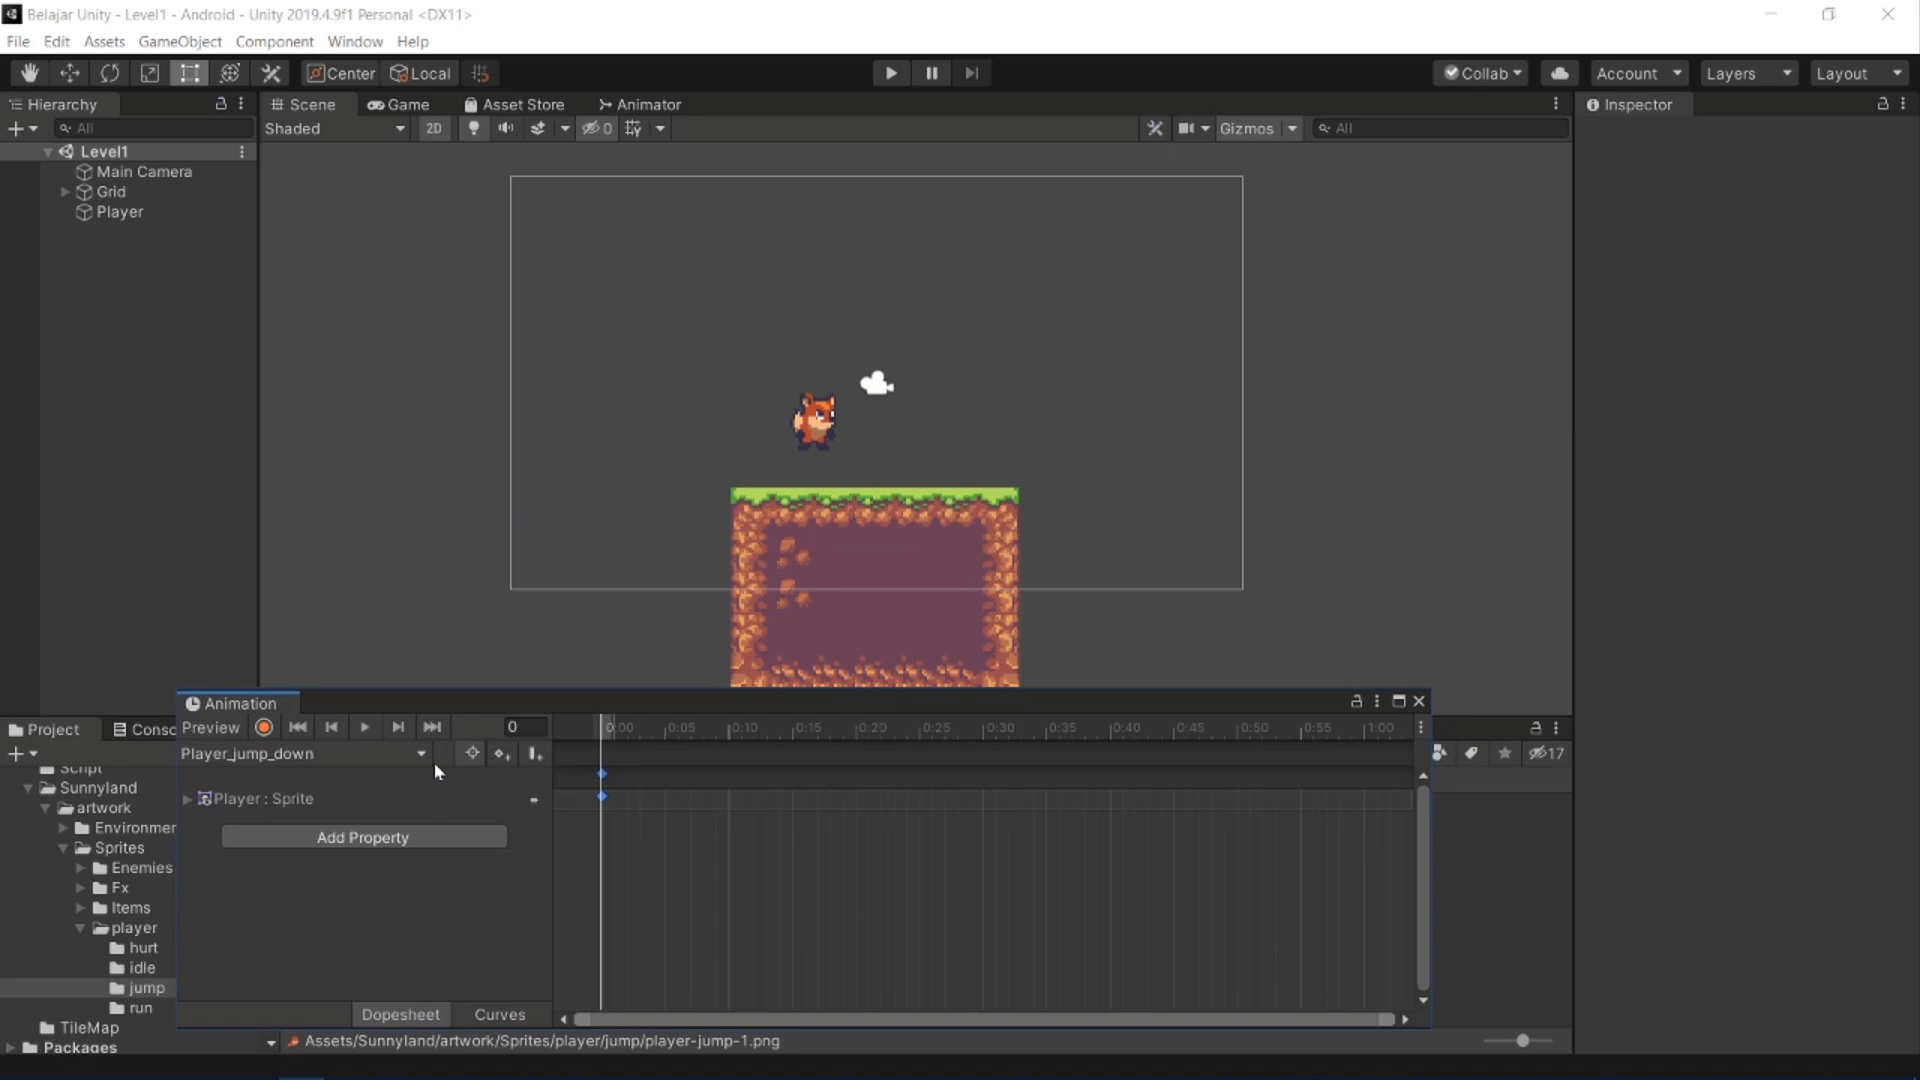 Belajar Unity - Level1 - Android - Unity 2019.4.9f1 Personal <DX11>
File Edit Assets GameObject Component Window Help
Center Local Collab Account Layers Layout
Hierarchy Scene Game Asset Store Animator Inspector
All Shaded 2D 0 Gizmos All
Level1
Main Camera
Grid
Player
Animation
Project Consc Preview 0 0:00 0:05 0:10 0:15 0:20 0:25 0:30 0:35 0:40 0:45 0:50 0:55 1:00
Player_jump_down 17
Script
Sunnyland
Player : Sprite
artwork
Environmer
Add Property
Sprites
Enemies
Fx
Items
player
hurt
idle
jump
run
Dopesheet Curves
TileMap
Packages
Assets/Sunnyland/artwork/Sprites/player/jump/player-jump-1.png